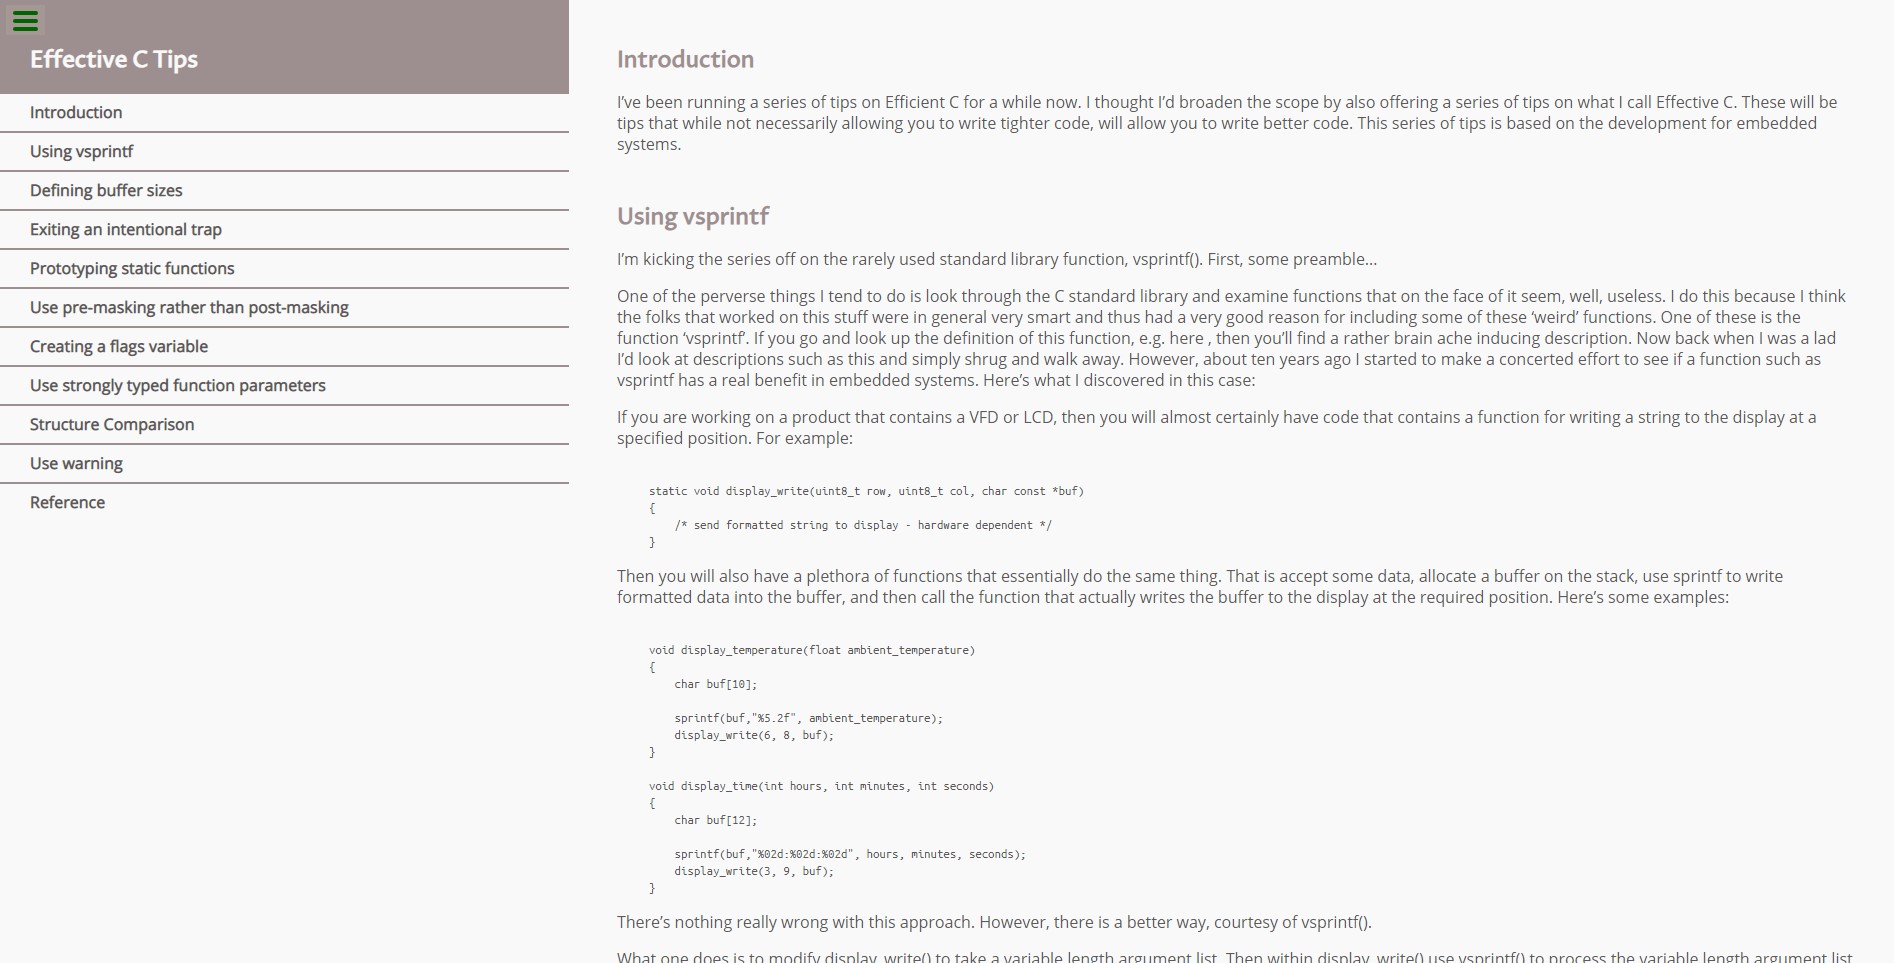 Effective C Tips
Introduction
Using vsprintf
Defining buffer sizes
Exiting an intentional trap
Prototyping static functions
Use pre-masking rather than post-masking
Creating a flags variable
Use strongly typed function parameters
Structure Comparison
Use warning
Reference
Introduction
I’ve been running a series of tips on Efficient C for a while now. I thought I’d broaden the scope by also offering a series of tips on what I call Effective C. These will be
tips that while not necessarily allowing you to write tighter code, will allow you to write better code. This series of tips is based on the development for embedded
systems.
Using vsprintf
I’m kicking the series off on the rarely used standard library function, vsprintf(). First, some preamble…
One of the perverse things I tend to do is look through the C standard library and examine functions that on the face of it seem, well, useless. I do this because I think
the folks that worked on this stuff were in general very smart and thus had a very good reason for including some of these ‘weird’ functions. One of these is the
function ‘vsprintf’. If you go and look up the definition of this function, e.g. here , then you’ll find a rather brain ache inducing description. Now back when I was a lad
I’d look at descriptions such as this and simply shrug and walk away. However, about ten years ago I started to make a concerted effort to see if a function such as
vsprintf has a real benefit in embedded systems. Here’s what I discovered in this case:
If you are working on a product that contains a VFD or LCD, then you will almost certainly have code that contains a function for writing a string to the display at a
specified position. For example:
static void display_write(uint8_t row, uint8_t col, char const *buf)
{
    /* send formatted string to display - hardware dependent */
}
Then you will also have a plethora of functions that essentially do the same thing. That is accept some data, allocate a buffer on the stack, use sprintf to write
formatted data into the buffer, and then call the function that actually writes the buffer to the display at the required position. Here’s some examples:
void display_temperature(float ambient_temperature)
{
    char buf[10];
    sprintf(buf,"%5.2f", ambient_temperature);
    display_write(6, 8, buf);
}
void display_time(int hours, int minutes, int seconds)
{
    char buf[12];
    sprintf(buf,"%02d:%02d:%02d", hours, minutes, seconds);
    display_write(3, 9, buf);
}
There’s nothing really wrong with this approach. However, there is a better way, courtesy of vsprintf().
What one does is to modify display_write() to take a variable length argument list. Then within display_write() use vsprintf() to process the variable length argument list